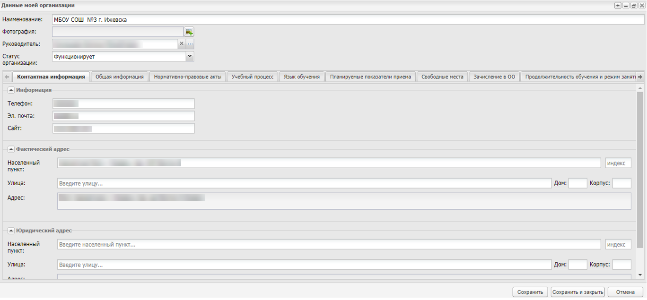 Данные моей организации
Наименование: МБОУ СОШ №3 г. Ижевска
Фотография:
Руководитель:
Статус организации: Функционирует
Контактная информация Общая информация Нормативно-правовые акты Учебный процесс Язык обучения Планируемые показатели приема Свободные места Зачисление в ОО Продолжительность обучения и режим занят
Информация
Телефон:
Эл. почта:
Сайт:
Фактический адрес
Населенный пункт: индекс
Улица: Введите улицу... Дом: Корпус:
Адрес:
Юридический адрес
Населенный пункт: Введите населенный пункт... индекс
Улица: Введите улицу... Дом: Корпус:
Сохранить Сохранить и закрыть Отмена